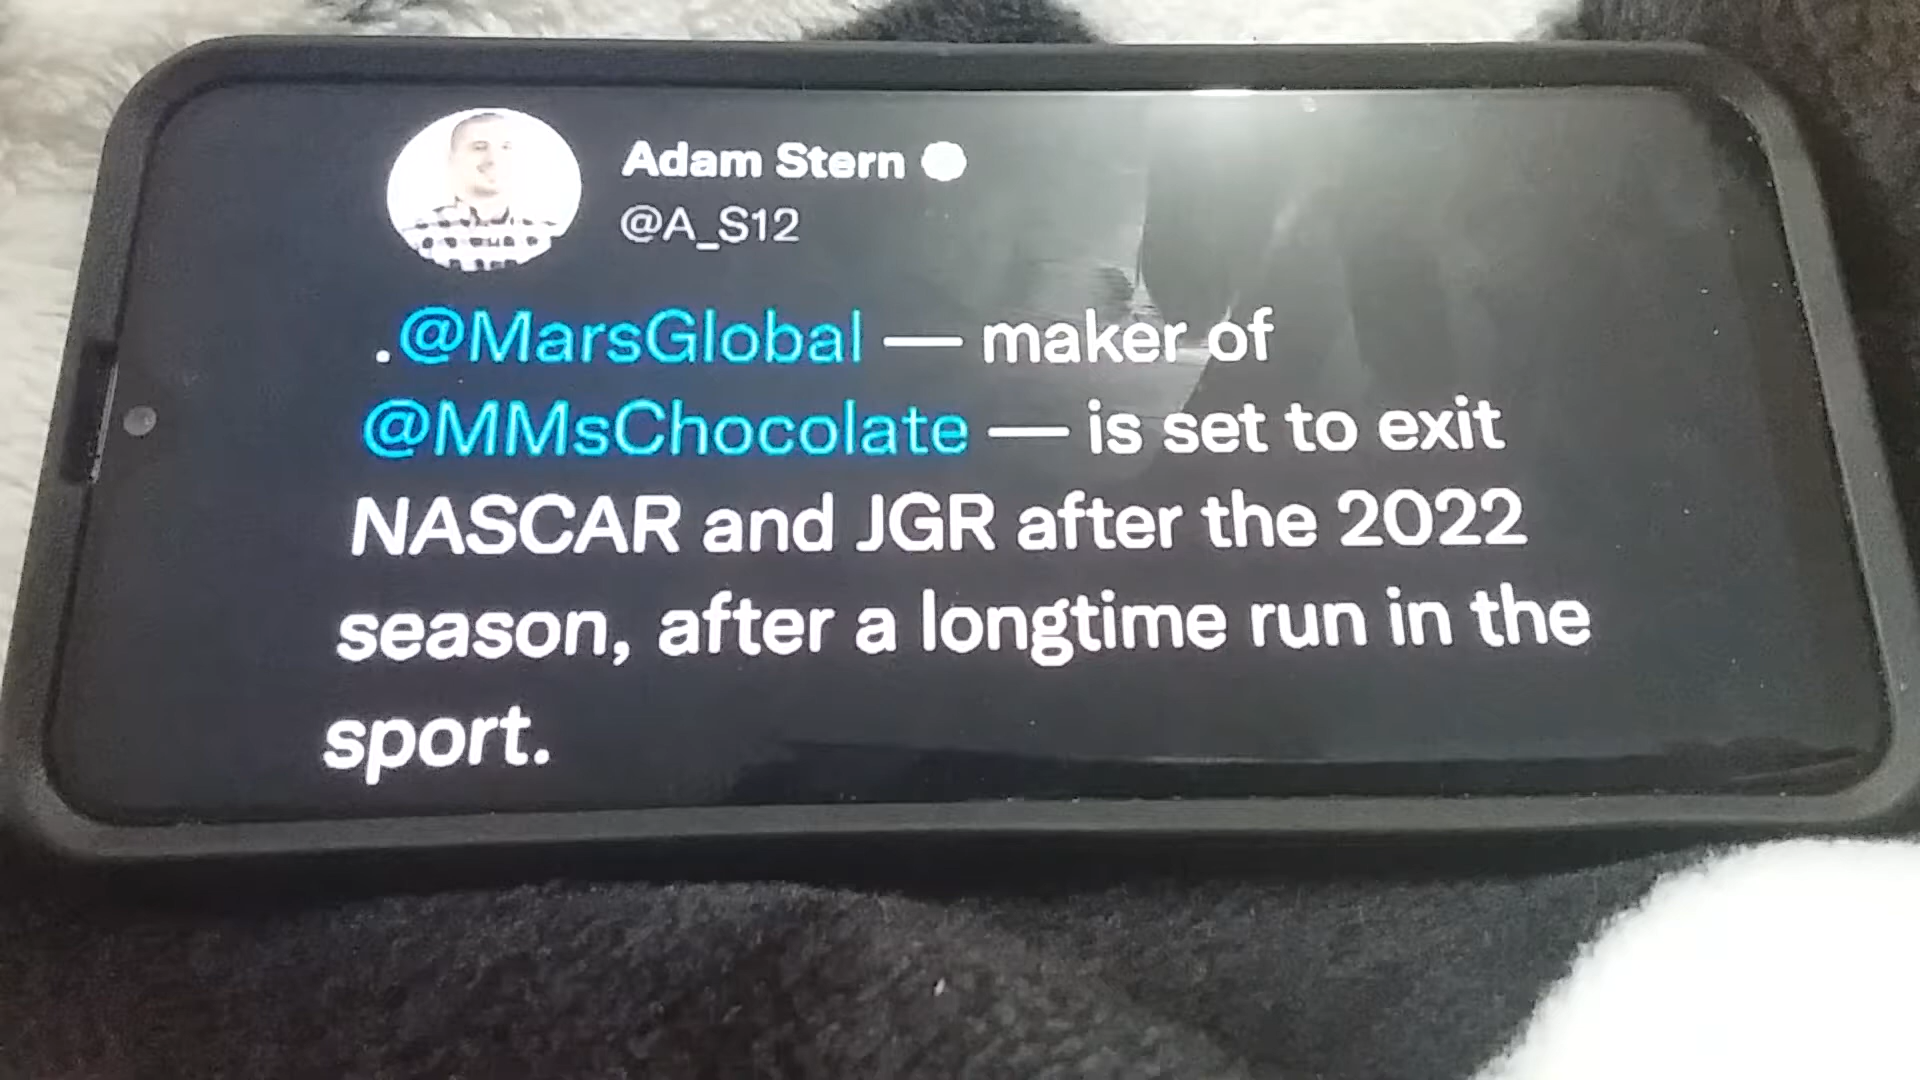 Adam Stern
@A_S12
.@MarsGlobal — maker of
@MMsChocolate — is set to exit
NASCAR and JGR after the 2022
season, after a longtime run in the
sport.